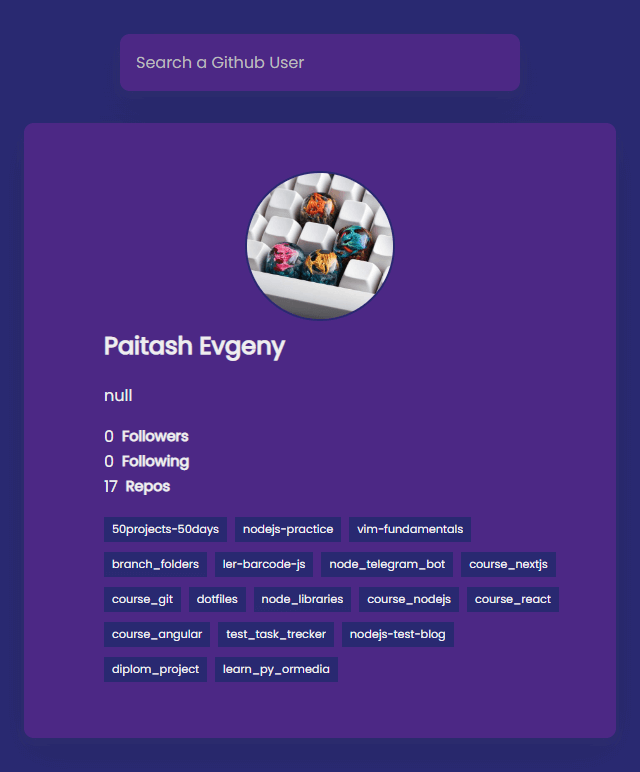 Search a Github User
Paitash Evgeny
null
0 Followers
0 Following
17 Repos
50projects-50days nodejs-practice vim-fundamentals
branch_folders ler-barcode-js node_telegram_bot course_nextjs
course_git dotfiles node_libraries course_nodejs course_react
course_angular test_task_trecker nodejs-test-blog
diplom_project learn_py_ormedia